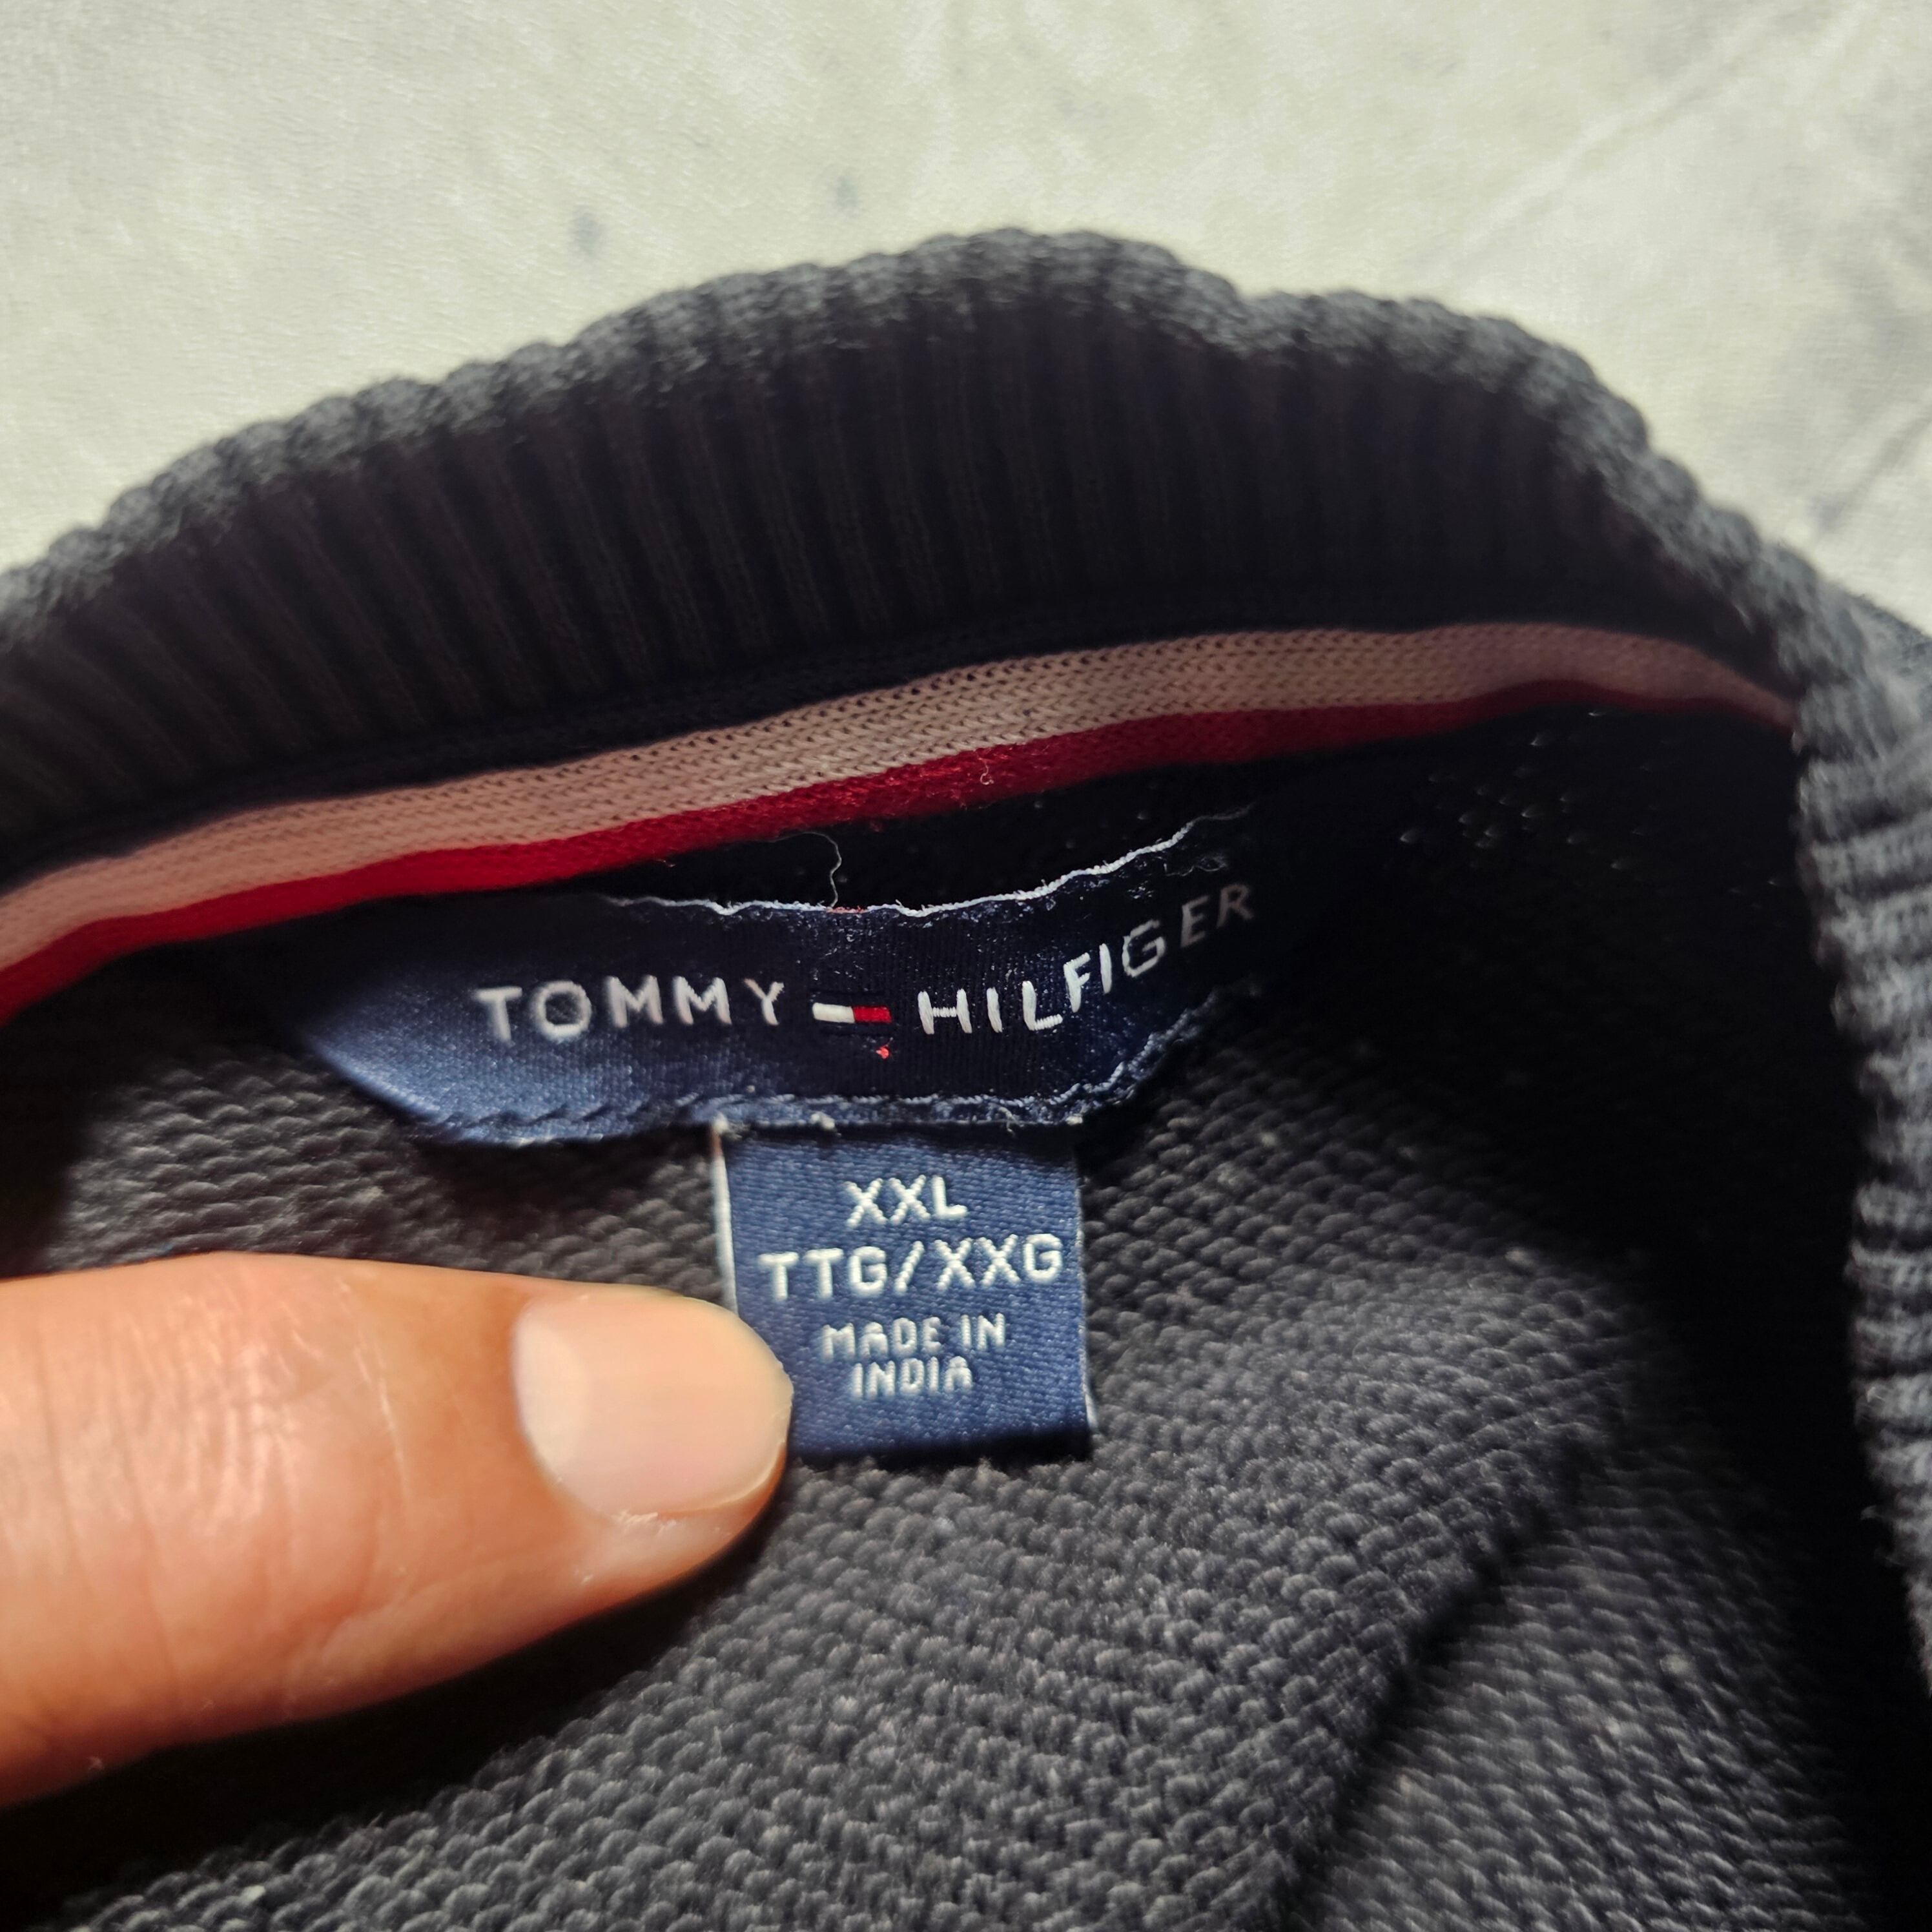 TOMMY HILFIGER
XXL
TTG/XXG
MADE IN
INDIA